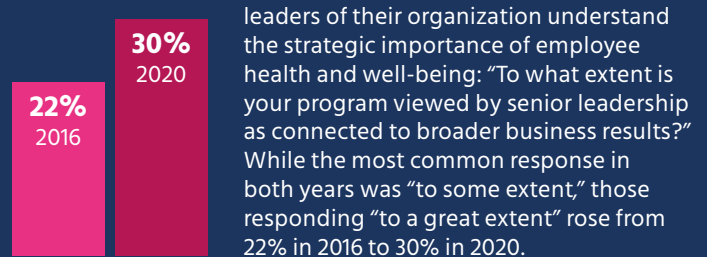 30%
2020
22%
2016
leaders of their organization understand
the strategic importance of employee
health and well-being: “To what extent is
your program viewed by senior leadership
as connected to broader business results?”
While the most common response in
both years was “to some extent,” those
responding “to a great extent” rose from
22% in 2016 to 30% in 2020.